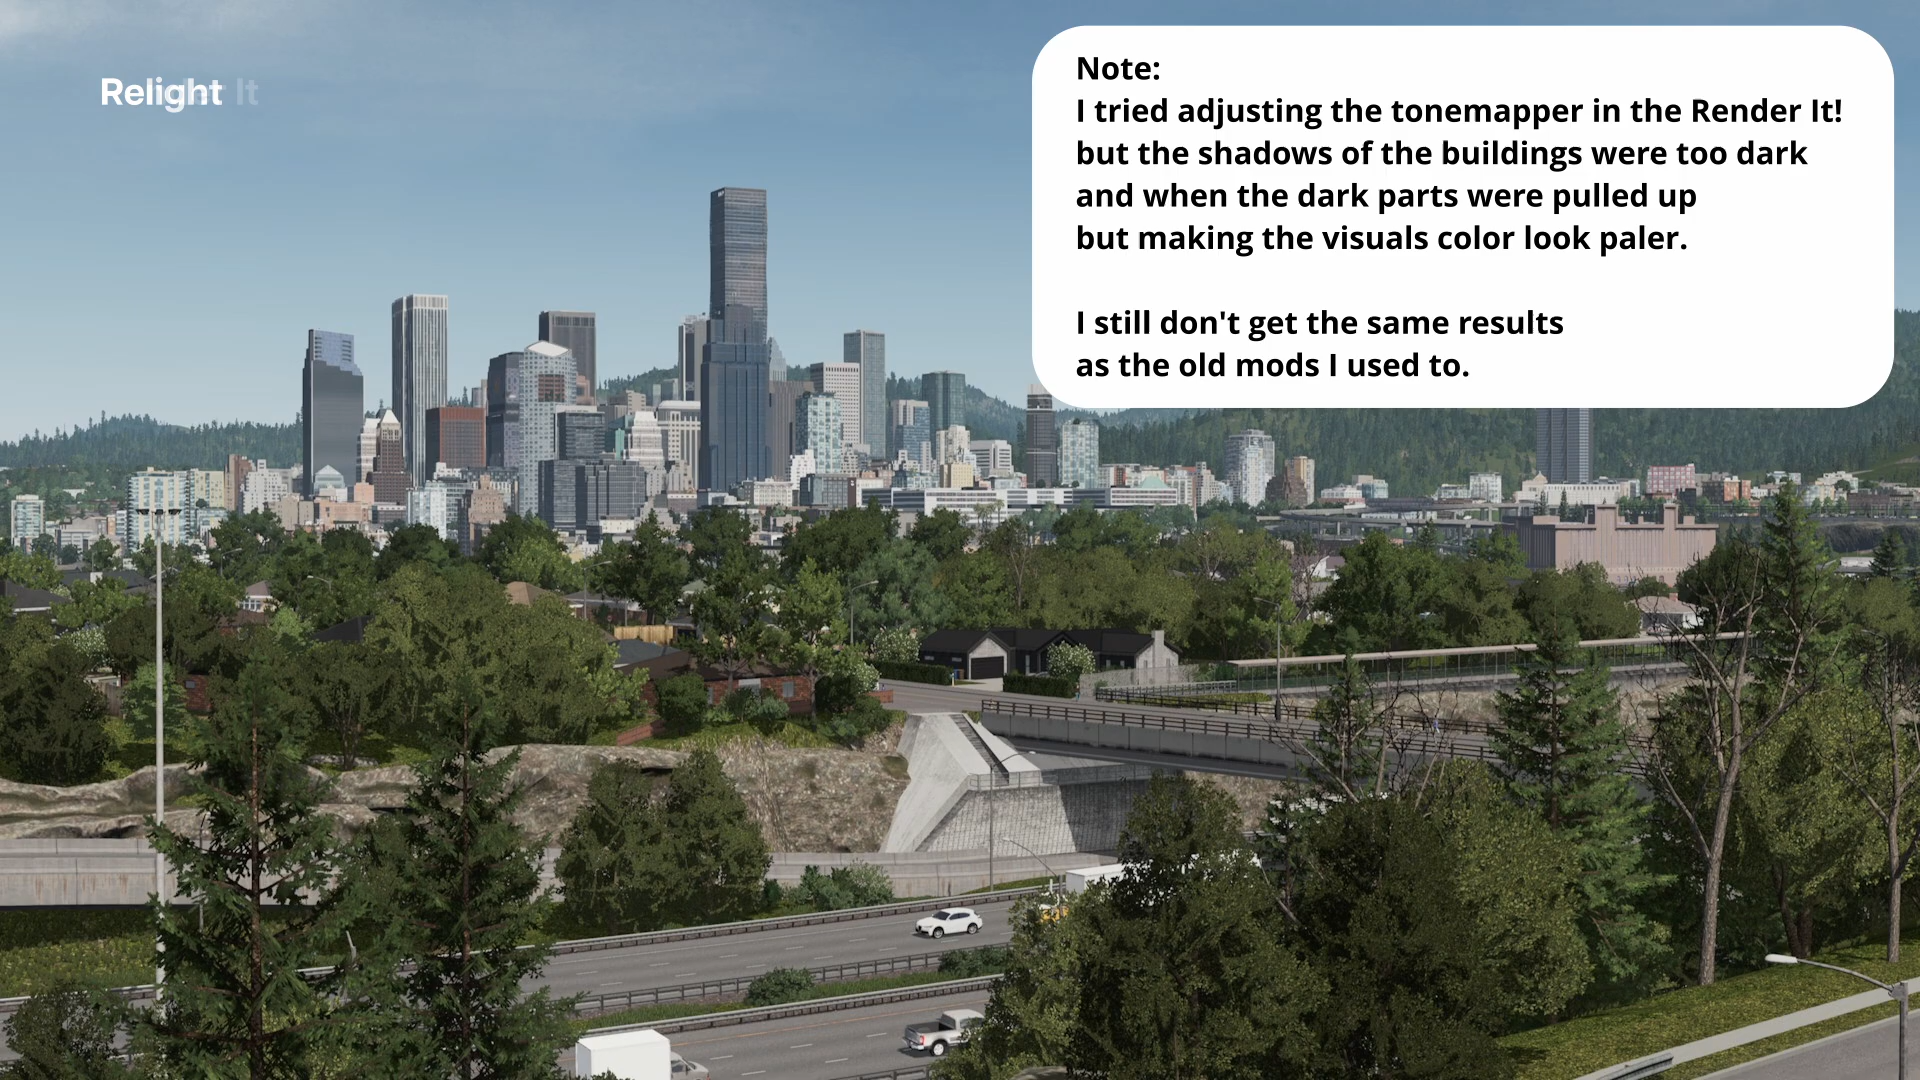 Relight It
Note:
I tried adjusting the tonemapper in the Render It!
but the shadows of the buildings were too dark
and when the dark parts were pulled up
but making the visuals color look paler.
I still don't get the same results
as the old mods I used to.